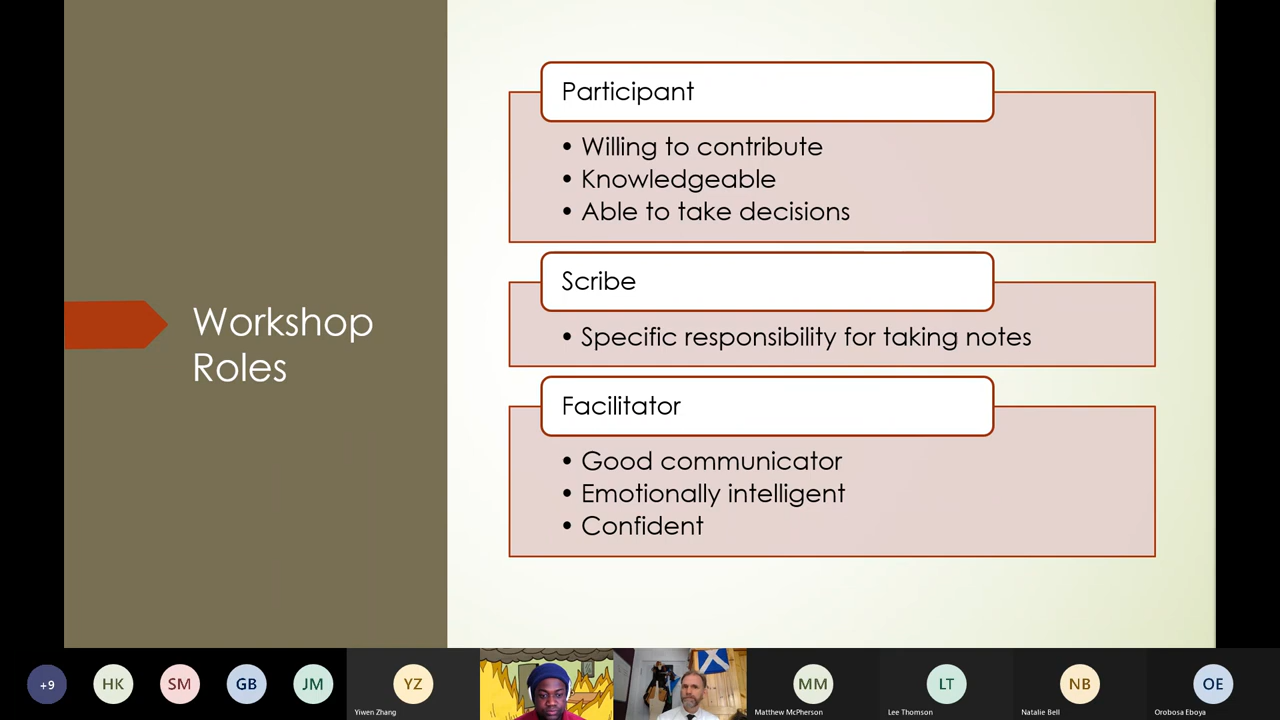 Workshop
Roles
Participant
• Willing to contribute
• Knowledgeable
• Able to take decisions
Scribe
• Specific responsibility for taking notes
Facilitator
• Good communicator
• Emotionally intelligent
• Confident
+9
HK
SM
GB
JM
YZ
Yiwen Zhang
MM
Matthew McPherson
LT
Lee Thomson
NB
Natalie Bell
OE
Orobosa Eboya